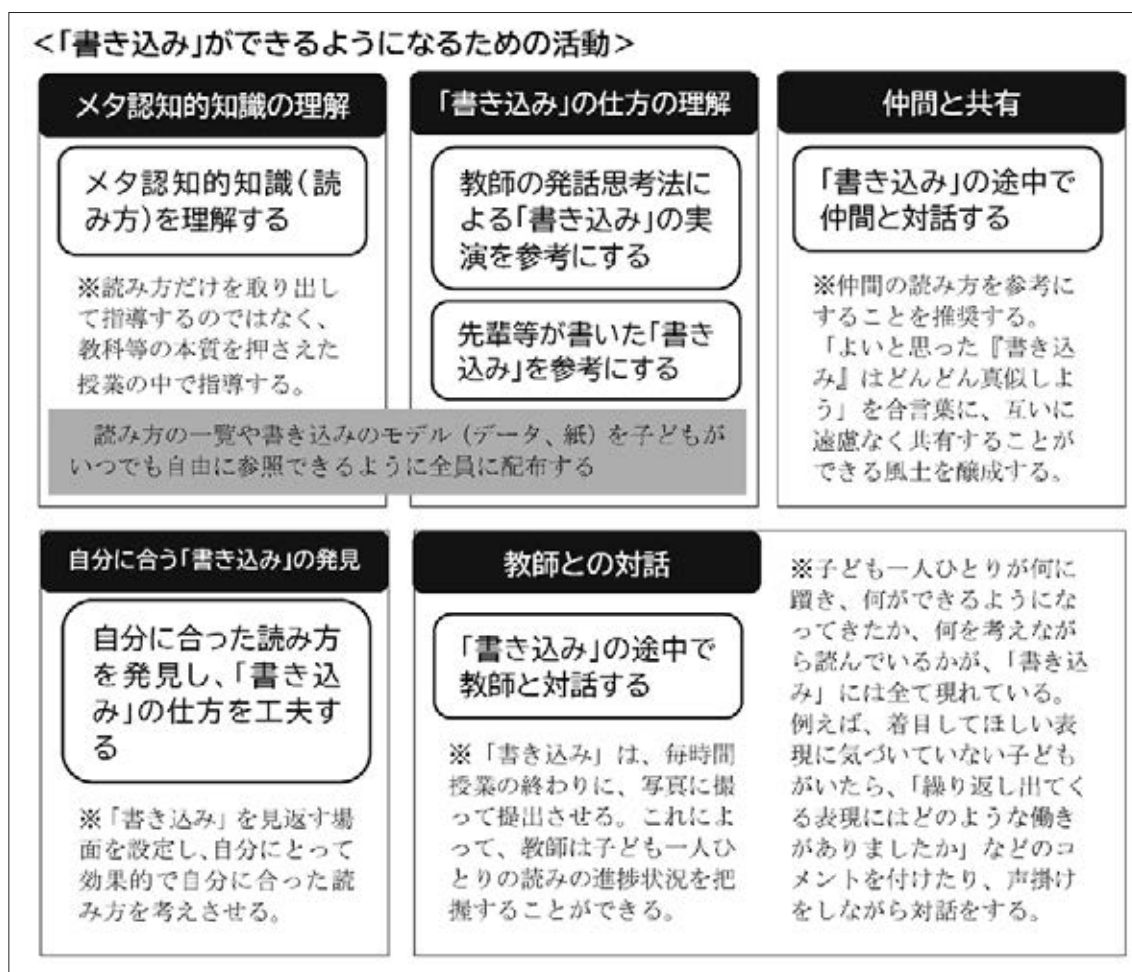 <「書き込み」ができるようになるための活動>
メタ認知的知識の理解
メタ認知的知識(読
み方)を理解する
※読み方だけを取り出し
て指導するのではなく、
教科等の本質を押さえた
授業の中で指導する。
「書き込み」の仕方の理解
教師の発話思考法に
よる「書き込み」の実
演を参考にする
先輩等が書いた「書き
込み」を参考にする
読み方の一覧や書き込みのモデル(データ、紙)を子どもが
いつでも自由に参照できるように全員に配布する
仲間と共有
「書き込み」の途中で
仲間と対話する
※仲間の読み方を参考に
することを推奨する。
「よいと思った『書き込
み』はどんどん真似しよ
う」を合言葉に、互いに
遠慮なく共有することが
できる風土を醸成する。
自分に合う「書き込み」の発見
自分に合った読み方
を発見し、「書き込
み」の仕方を工夫す
る
※「書き込み」を見返す場
面を設定し、自分にとって
効果的で自分に合った読
み方を考えさせる。
教師との対話
「書き込み」の途中で
教師と対話する
※「書き込み」は、毎時間
授業の終わりに、写真に撮
って提出させる。これによ
って、教師は子ども一人ひ
とりの読みの進捗状況を把
握することができる。
※子ども一人ひとりが何に
躓き、何ができるようにな
ってきたか、何を考えなが
ら読んでいるかが、「書き込
み」には全て現れている。
例えば、着目してほしい表
現に気づいていない子ども
がいたら、「繰り返し出てく
る表現にはどのような働き
がありましたか」などのコ
メントを付けたり、声掛け
をしながら対話をする。